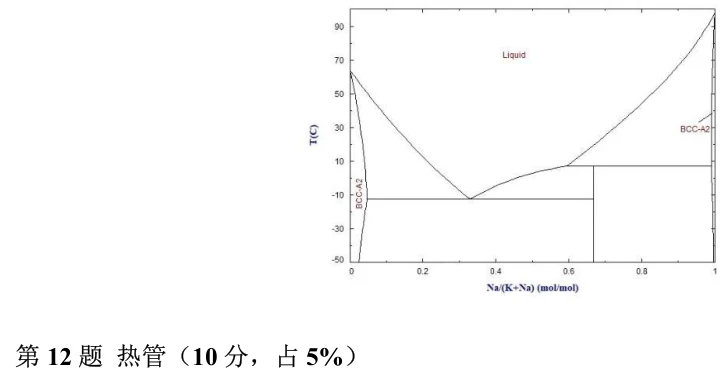 90
70
50
30
10
-10
-30
-50
T(C)
Liquid
BCC-A2
BCC-A2
0 0.2 0.4 0.6 0.8 1
Na/(K+Na) (mol/mol)
第 12 题 热管（10 分，占 5%）